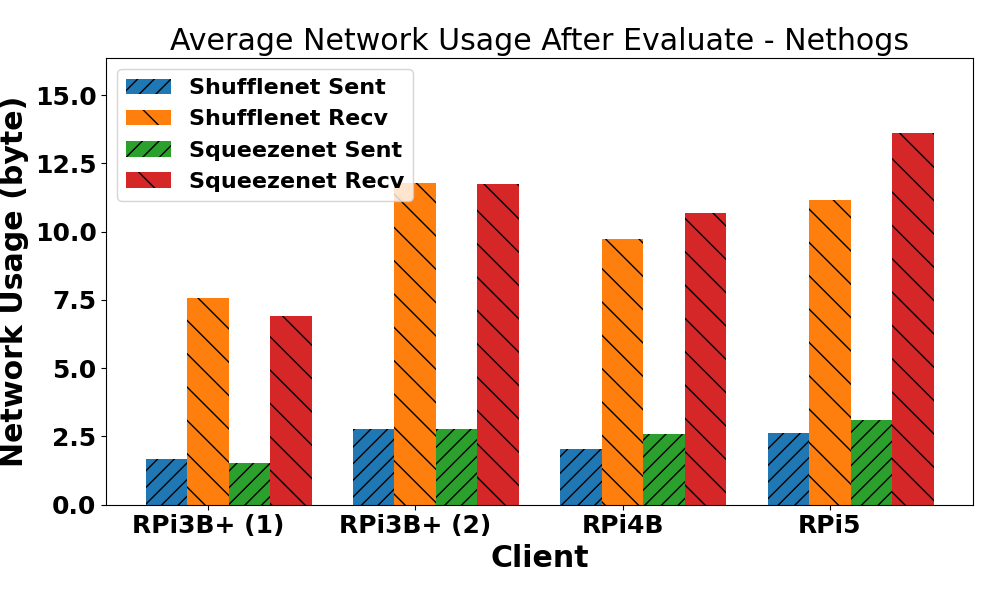 Average Network Usage After Evaluate - Nethogs
Network Usage (byte)
15.0
12.5
10.0
7.5
5.0
2.5
0.0
Shufflenet Sent
Shufflenet Recv
Squeezenet Sent
Squeezenet Recv
RPi3B+ (1) RPi3B+ (2) RPi4B RPi5
Client